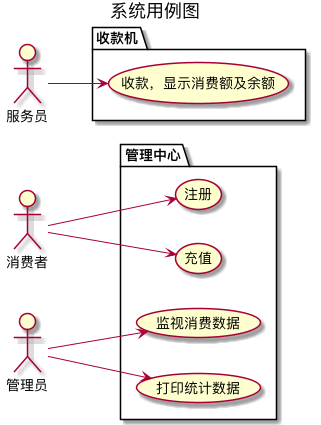 系统用例图
收款机
收款，显示消费额及余额
服务员
管理中心
注册
消费者
充值
监视消费数据
管理员
打印统计数据